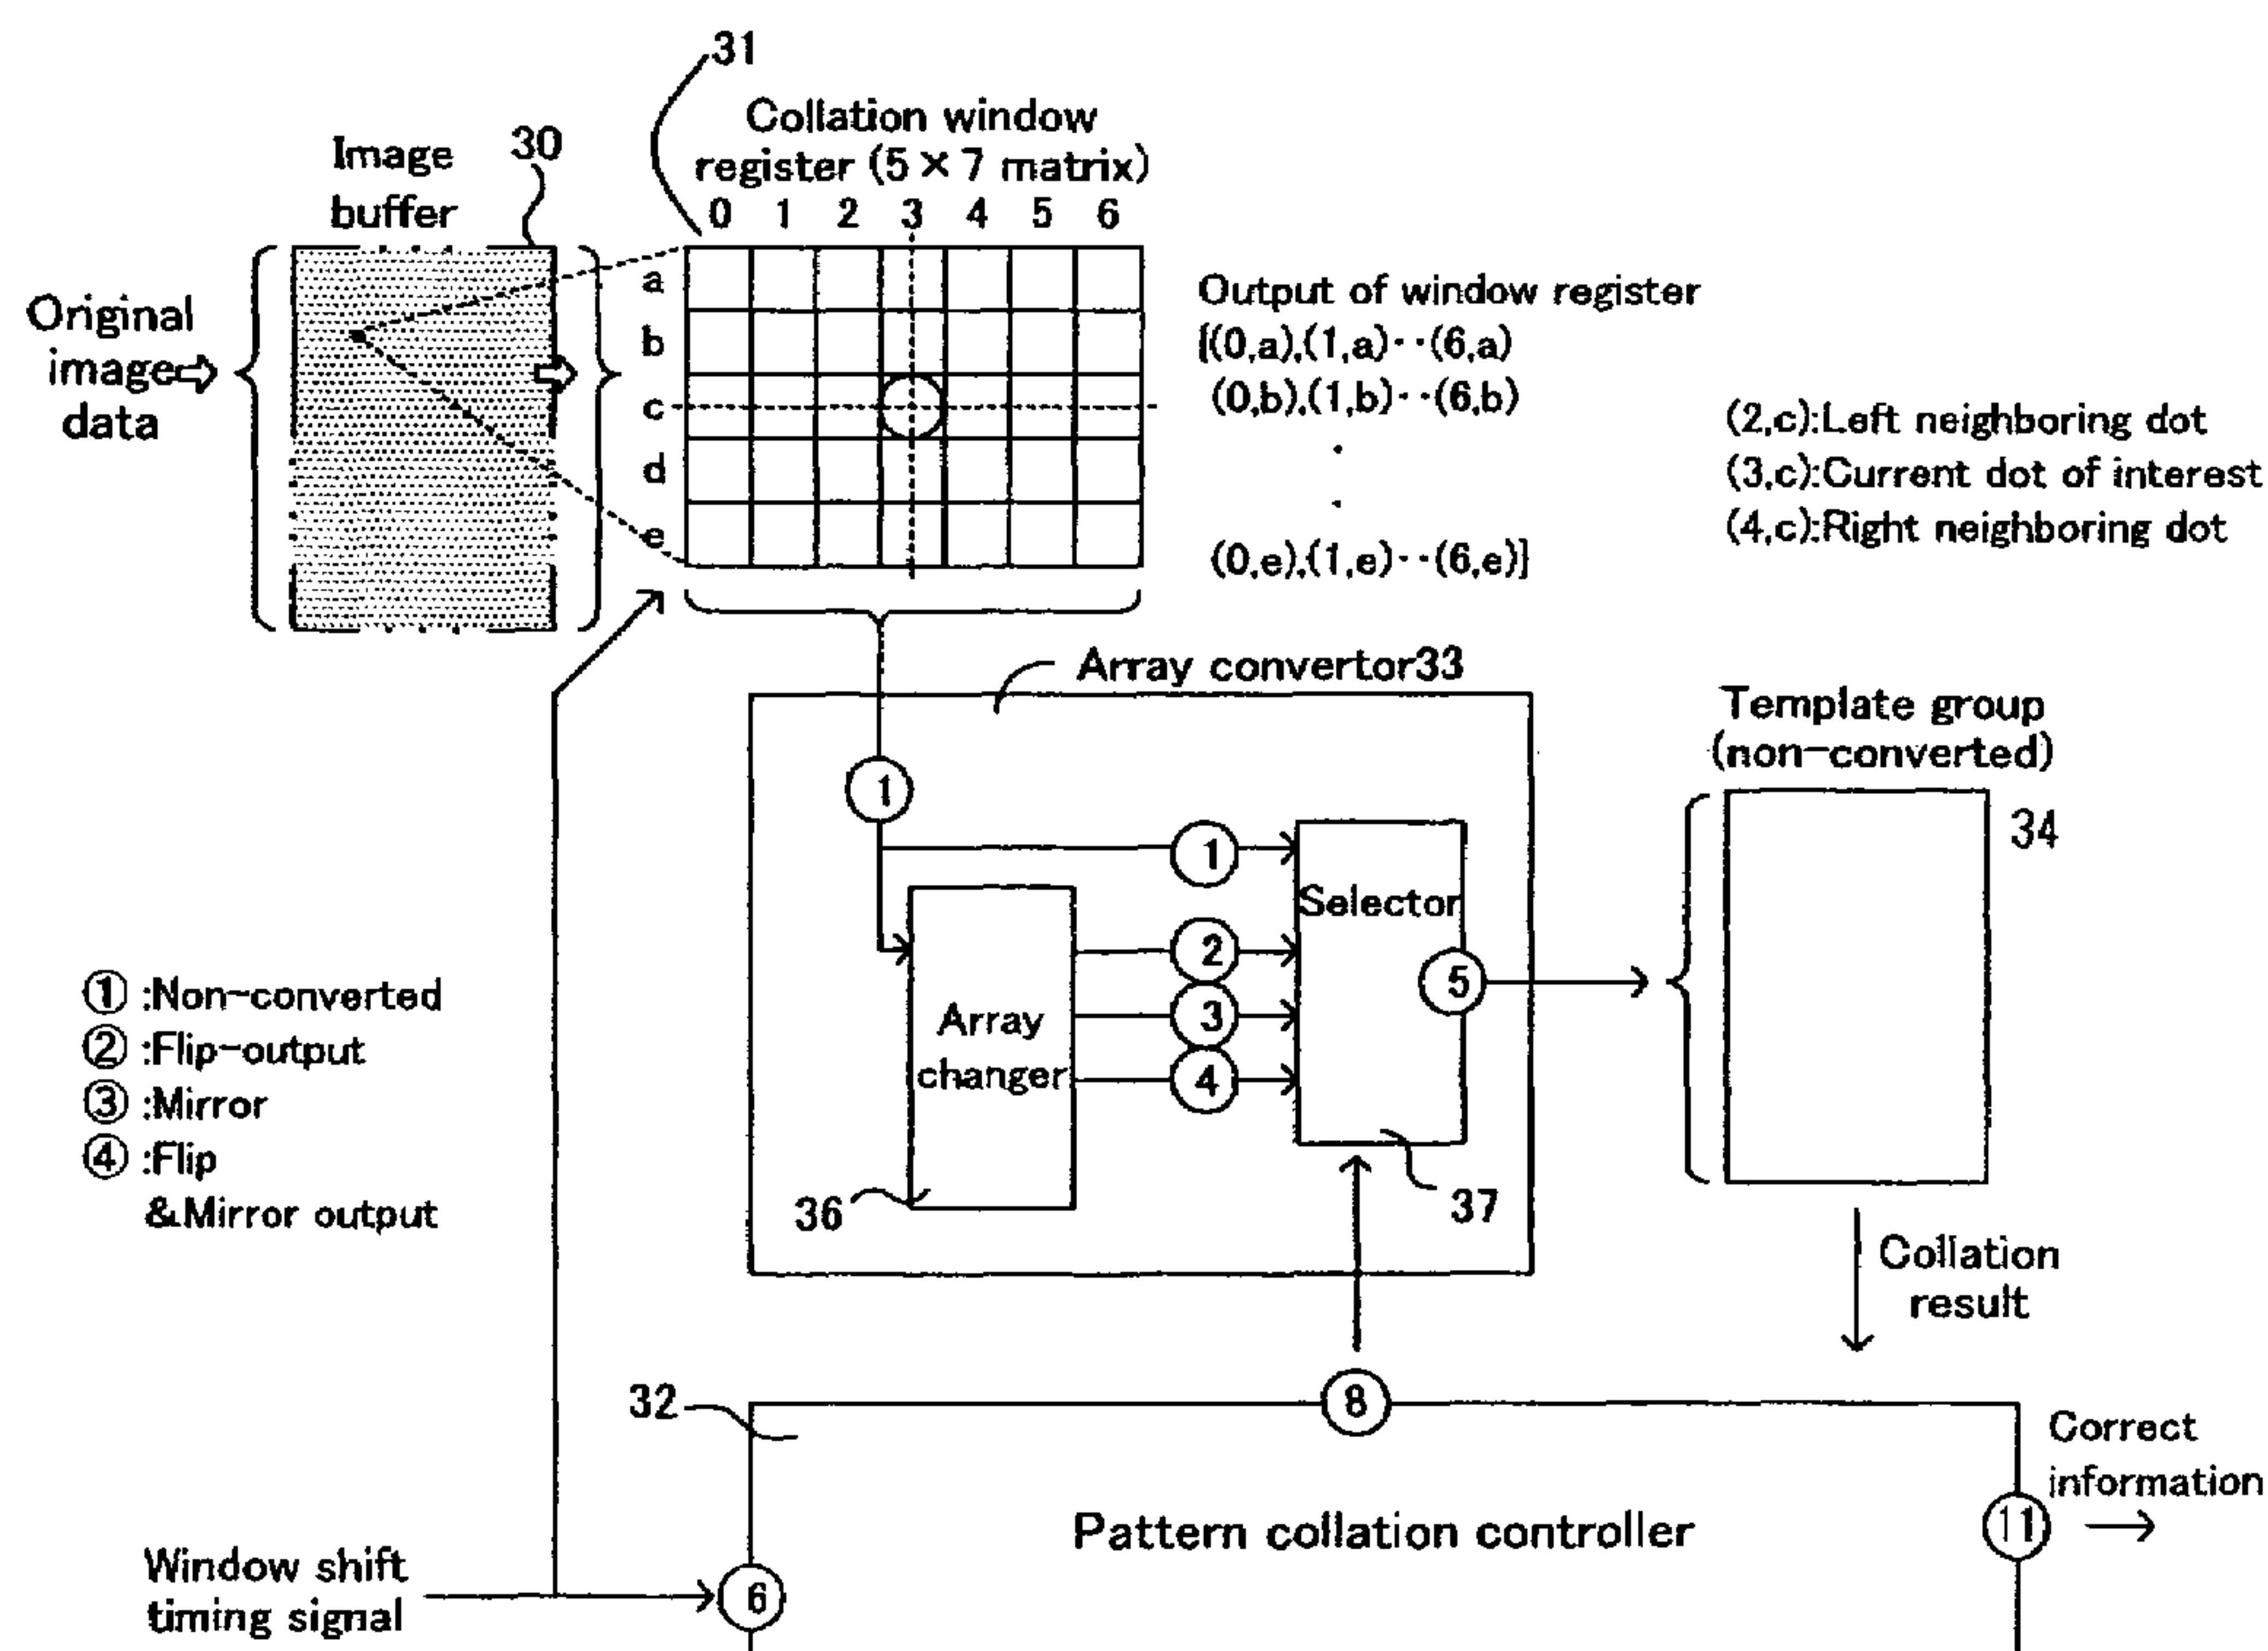 31
Collation window
register (5 × 7 matrix)
Image
buffer
30
0 1 2 3 4 5 6
a
b
c
d
e
Original
image
data
Output of window register
[(0,a),(1,a)··(6,a)
(0,b),(1,b)··(6,b)
·
·
(0,e),(1,e)··(6,e)]
(2,c):Left neighboring dot
(3,c):Current dot of interest
(4,c):Right neighboring dot
Array convertor33
Template group
(non-converted)
34
①
①
②
③
④
Selector
⑤
Array
changer
36
37
① :Non-converted
② :Flip-output
③ :Mirror
④ :Flip
&Mirror output
Collation
result
32
⑧
Correct
information
⑪
Pattern collation controller
Window shift
timing signal
⑥